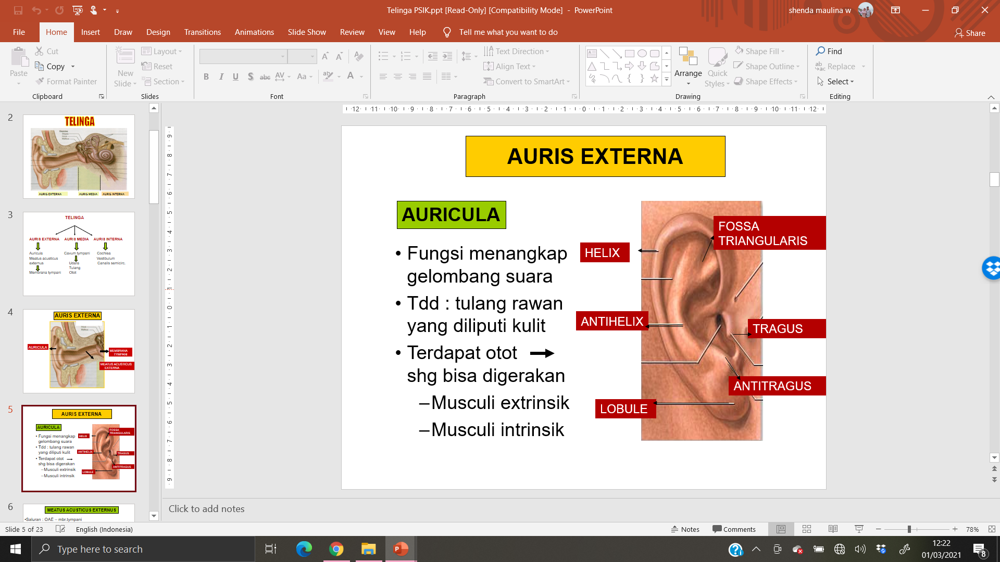 Telinga PSIK.ppt [Read-Only] [Compatibility Mode] - PowerPoint
shenda maulina w
File
Home
Insert
Draw
Design
Transitions
Animations
Slide Show
Review
View
Help
Tell me what you want to do
Share
Paste
Cut
Copy
Format Painter
Clipboard
New
Slide
Layout
Reset
Section
Slides
Font
Text Direction
Align Text
Convert to SmartArt
Paragraph
Arrange
Quick
Styles
Shape Fill
Shape Outline
Shape Effects
Drawing
Find
Replace
Select
Editing
2
TELINGA
AURIS EXTERNA
AURIS MEDIA
AURIS INTERNA
3
TELINGA
AURIS EXTERNA AURIS MEDIA AURIS INTERNA
Auricula
Meatus acusticus
externus
Membrana tympani
Cavum tympani
Udara
Tulang
Otot
Cochlea
Vestibulum
Canalis semicirc.
4
AURIS EXTERNA
AURICULA
MEMBRANA
TYMPANI
MEATUS ACUSTICUS
EXTERNA
5
AURIS EXTERNA
AURICULA
• Fungsi menangkap
gelombang suara
• Tdd : tulang rawan
yang diliputi kulit
• Terdapat otot
shg bisa digerakan
–Musculi extrinsik
–Musculi intrinsik
HELIX
FOSSA
TRIANGULARIS
ANTIHELIX
TRAGUS
ANTITRAGUS
LOBULE
6
MEATUS ACUSTICUS EXTERNUS
•Saluran : OAE – mbr.tympani
AURIS EXTERNA
AURICULA
• Fungsi menangkap
gelombang suara
• Tdd : tulang rawan
yang diliputi kulit
• Terdapat otot
shg bisa digerakan
–Musculi extrinsik
–Musculi intrinsik
HELIX
FOSSA
TRIANGULARIS
ANTIHELIX
TRAGUS
ANTITRAGUS
LOBULE
Click to add notes
Slide 5 of 23
English (Indonesia)
Notes
Comments
78%
Type here to search
12:22
01/03/2021
8